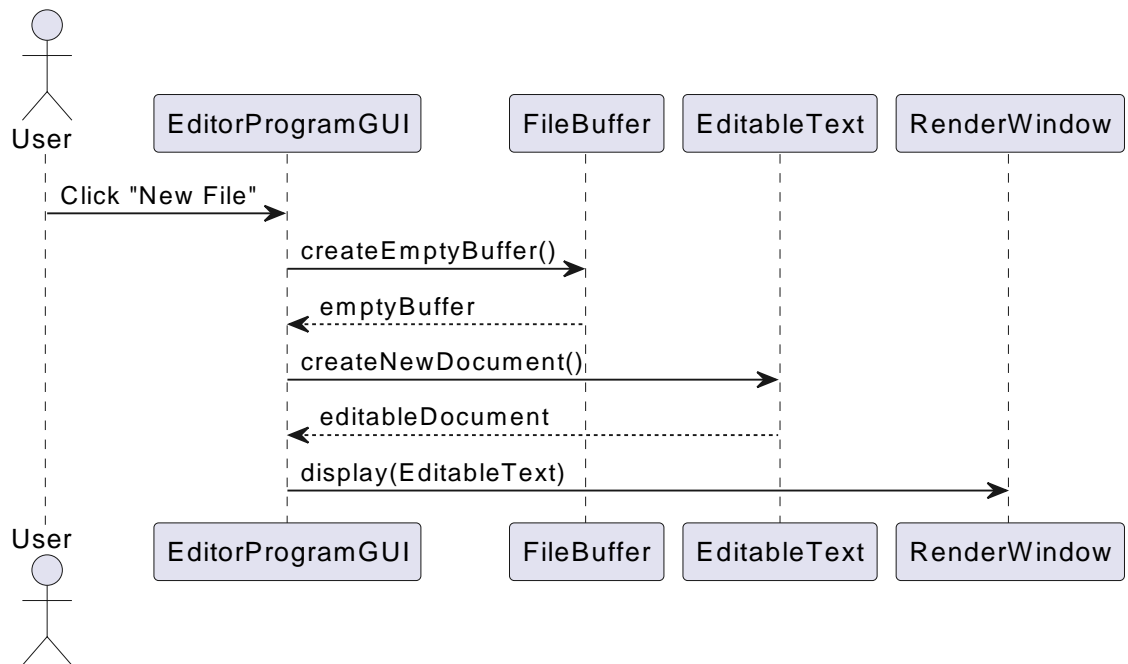 User
EditorProgramGUI
FileBuffer
EditableText
RenderWindow
Click "New File"
createEmptyBuffer()
emptyBuffer
createNewDocument()
editableDocument
display(EditableText)
User
EditorProgramGUI
FileBuffer
EditableText
RenderWindow